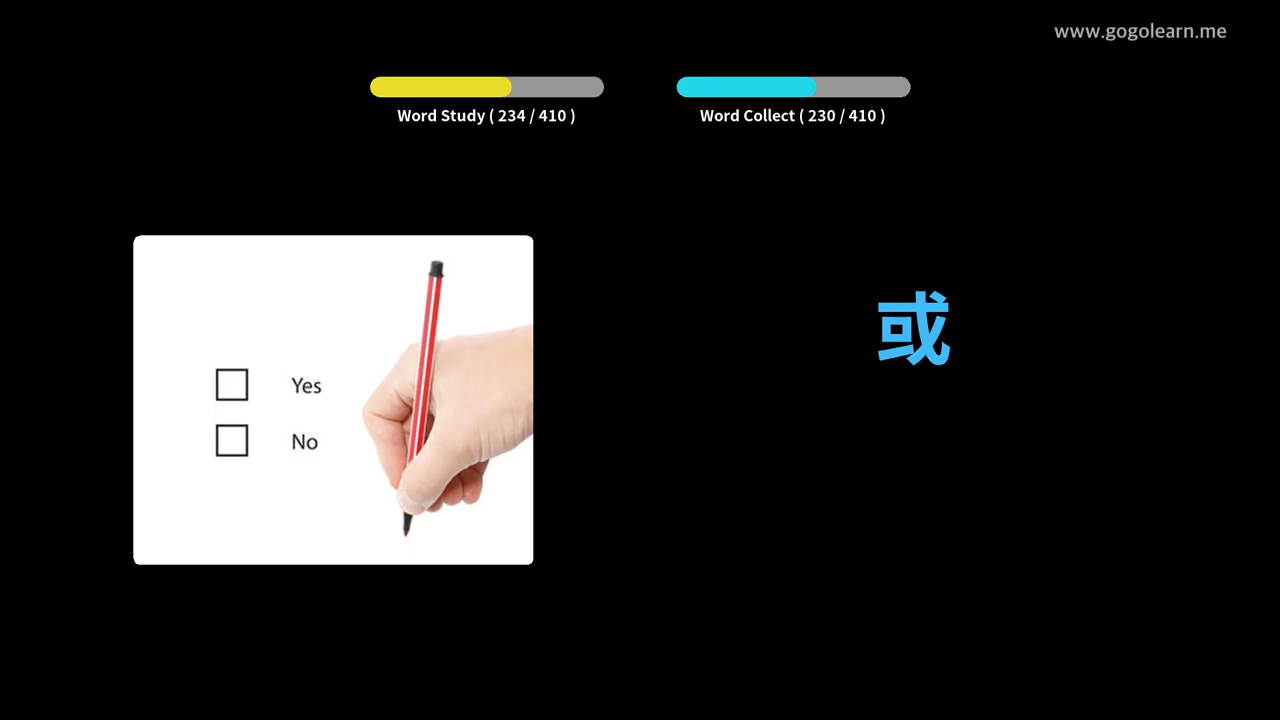 www.gogolearn.me
Word Study ( 234 / 410 )
Word Collect ( 230 / 410 )
Yes
No
或